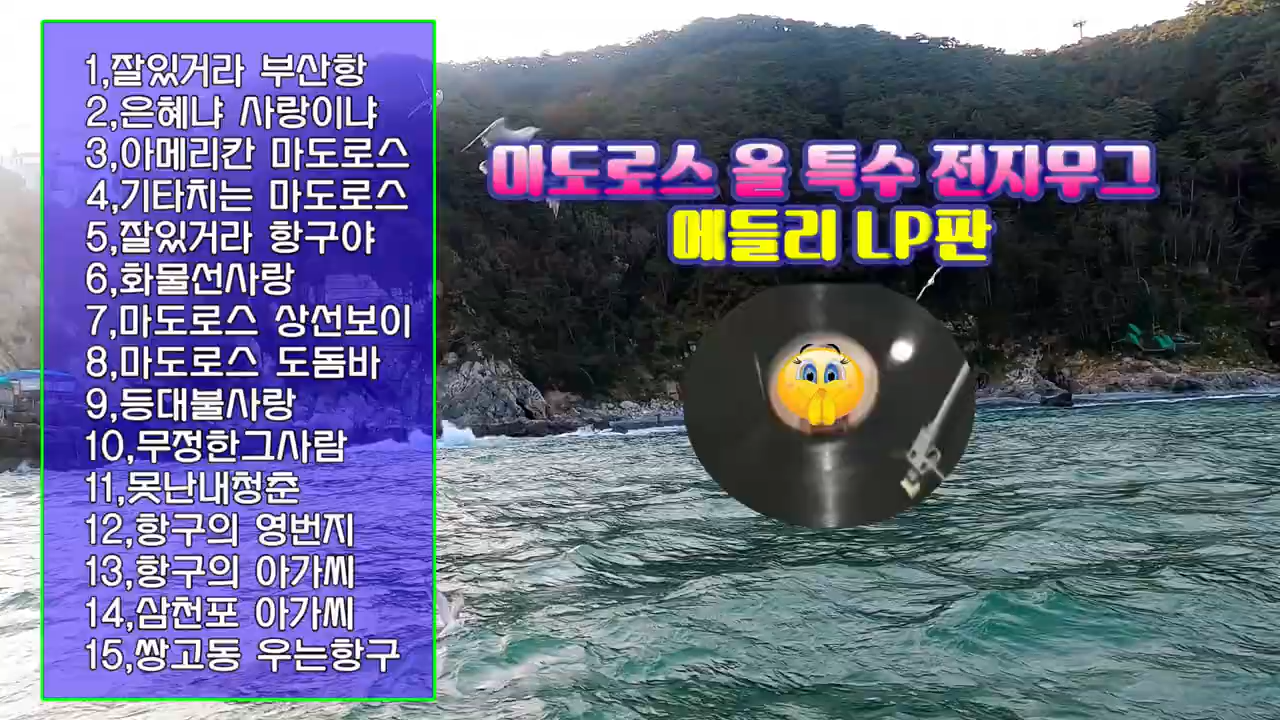 1,잘있거라 부산항
2,은혜냐 사랑이냐
3,아메리칸 마도로스
4,기타치는 마도로스
5,잘있거라 항구야
6,화물선사랑
7,마도로스 상선보이
8,마도로스 도돔바
9,등대불사랑
10,무정한그사람
11,못난내청춘
12,항구의 영번지
13,항구의 아가씨
14,삼천포 아가씨
15,쌍고동 우는항구
마도로스 올 특수 전자무그
메들리 LP판